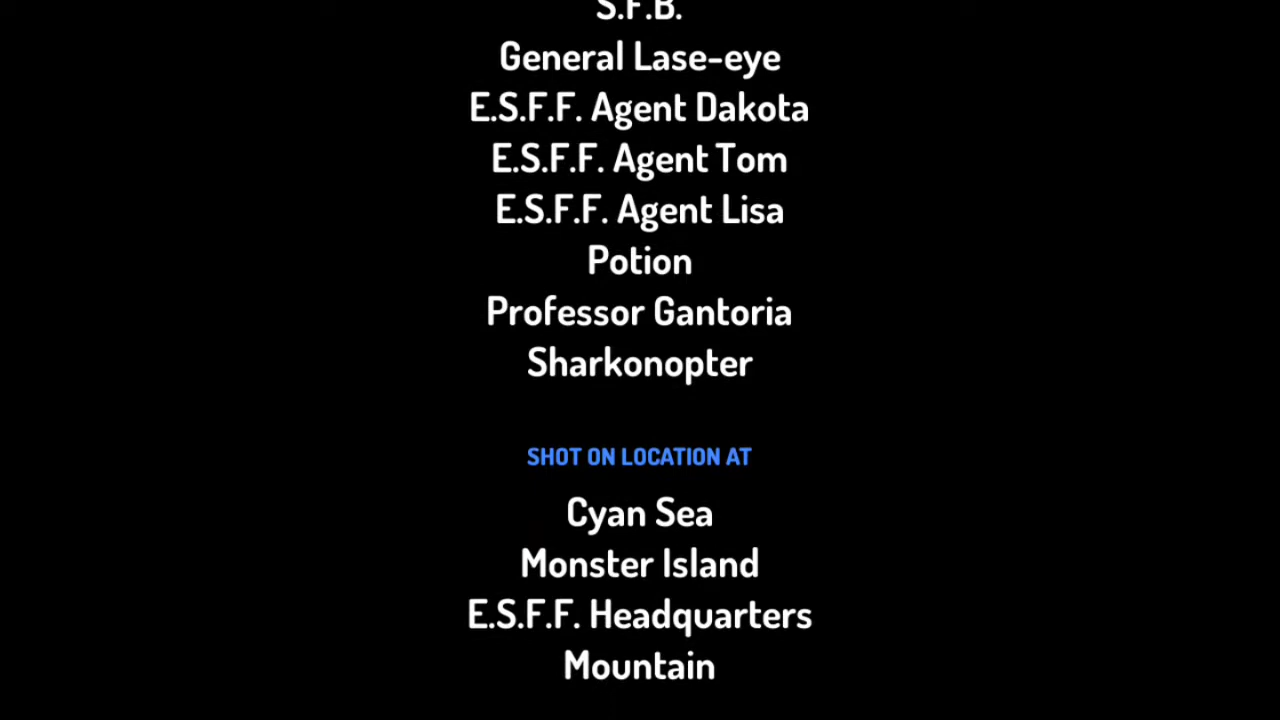 S.F.B.
General Lase-eye
E.S.F.F. Agent Dakota
E.S.F.F. Agent Tom
E.S.F.F. Agent Lisa
Potion
Professor Gantoria
Sharkonopter
SHOT ON LOCATION AT
Cyan Sea
Monster Island
E.S.F.F. Headquarters
Mountain